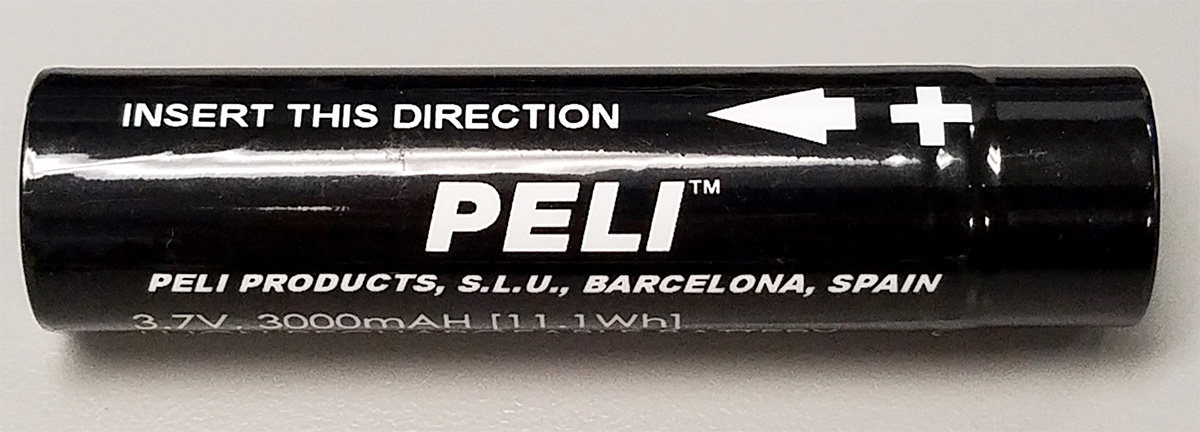 INSERT THIS DIRECTION +
PELI™
PELI PRODUCTS, S.L.U., BARCELONA, SPAIN
3.7V, 3000mAH [11.1Wh]